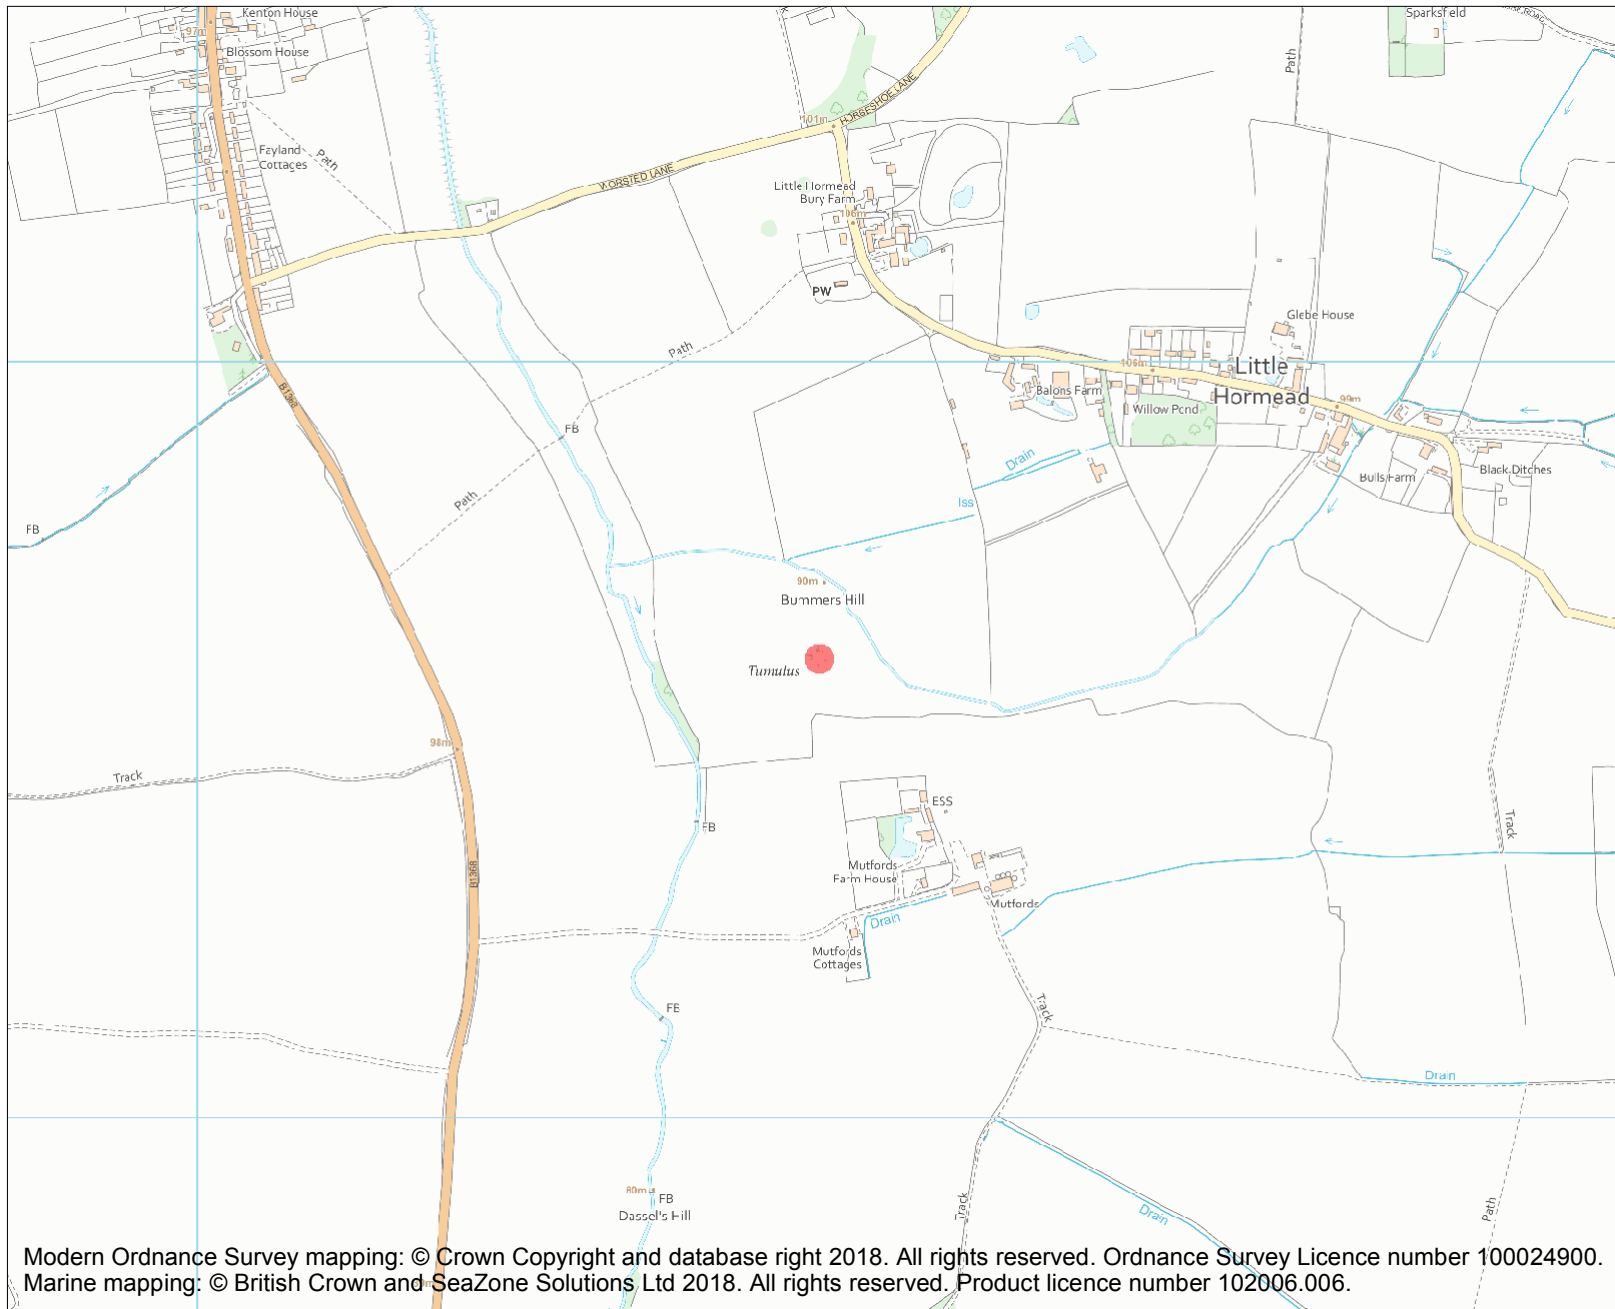 Kenton House
97m
Blossom House
Fayland
Cottages
Path
Sparksfield
Path
HORSESHOE LANE
101m
WORSTED LANE
Little Hormead
Bury Farm
106m
PW
Glebe House
Path
Little
Hormead
106m
Balons Farm
Willow Pond
99m
B1368
FB
Drain
Bulls Farm
Black Ditches
Path
FB
Iss
90m
Bummers Hill
Tumulus
98m
Track
ESS
FB
Track
Mutfords
Farm House
B1368
Mutfords
Drain
Mutfords
Cottages
FB
Track
Drain
80m
FB
Dassel's Hill
Track
Drain
Path
Modern Ordnance Survey mapping: © Crown Copyright and database right 2018. All rights reserved. Ordnance Survey Licence number 100024900.
Marine mapping: © British Crown and SeaZone Solutions Ltd 2018. All rights reserved. Product licence number 102006.006.